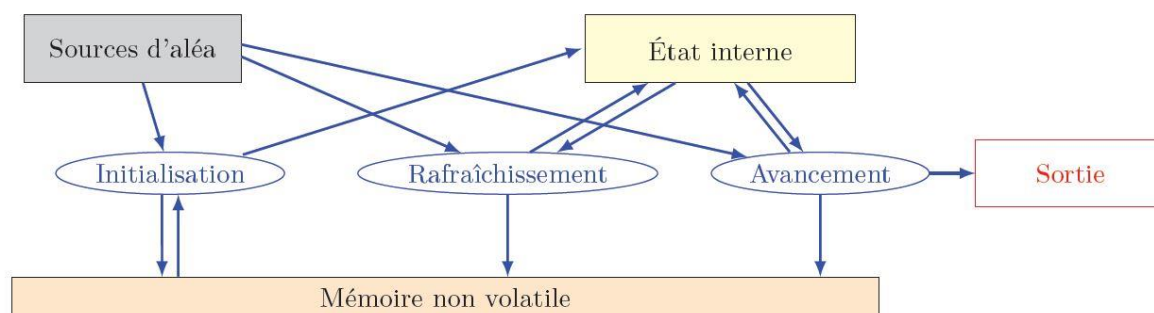 Sources d'aléa
État interne
Initialisation
Rafraîchissement
Avancement
Sortie
Mémoire non volatile